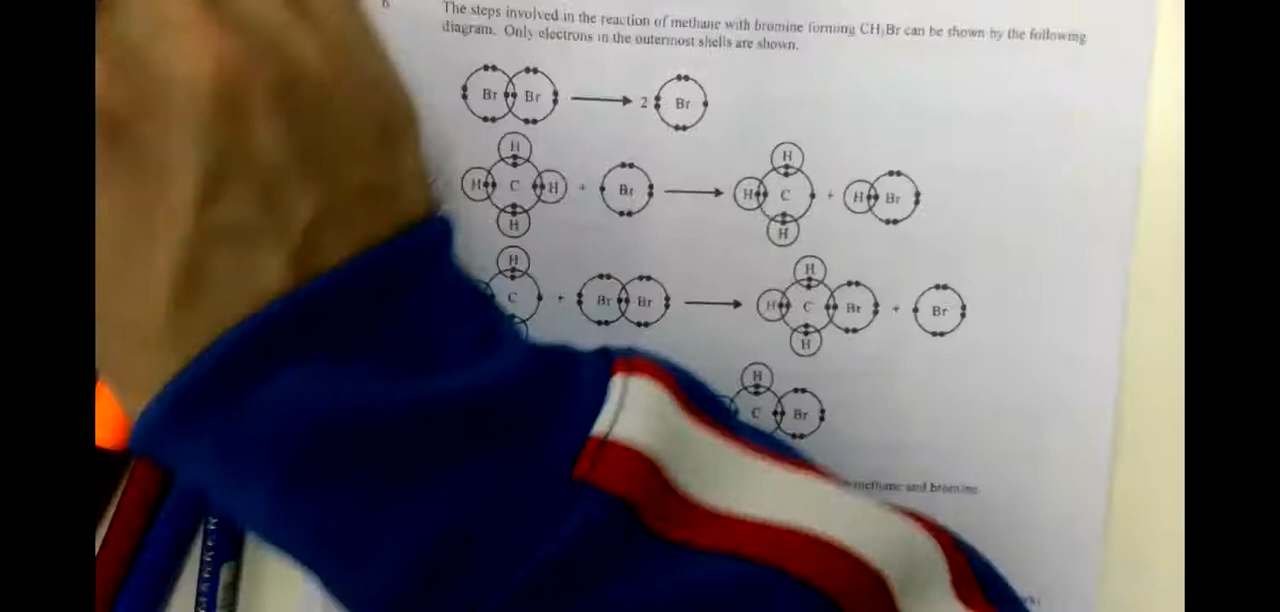 6
The steps involved in the reaction of methane with bromine forming CH₃Br can be shown by the following
diagram. Only electrons in the outermost shells are shown.
Br Br 2 Br
H H
H C H + Br H C + H Br
H H
H H
C + Br Br H C Br + Br
H
H
C Br
methane and bromine
MARKER